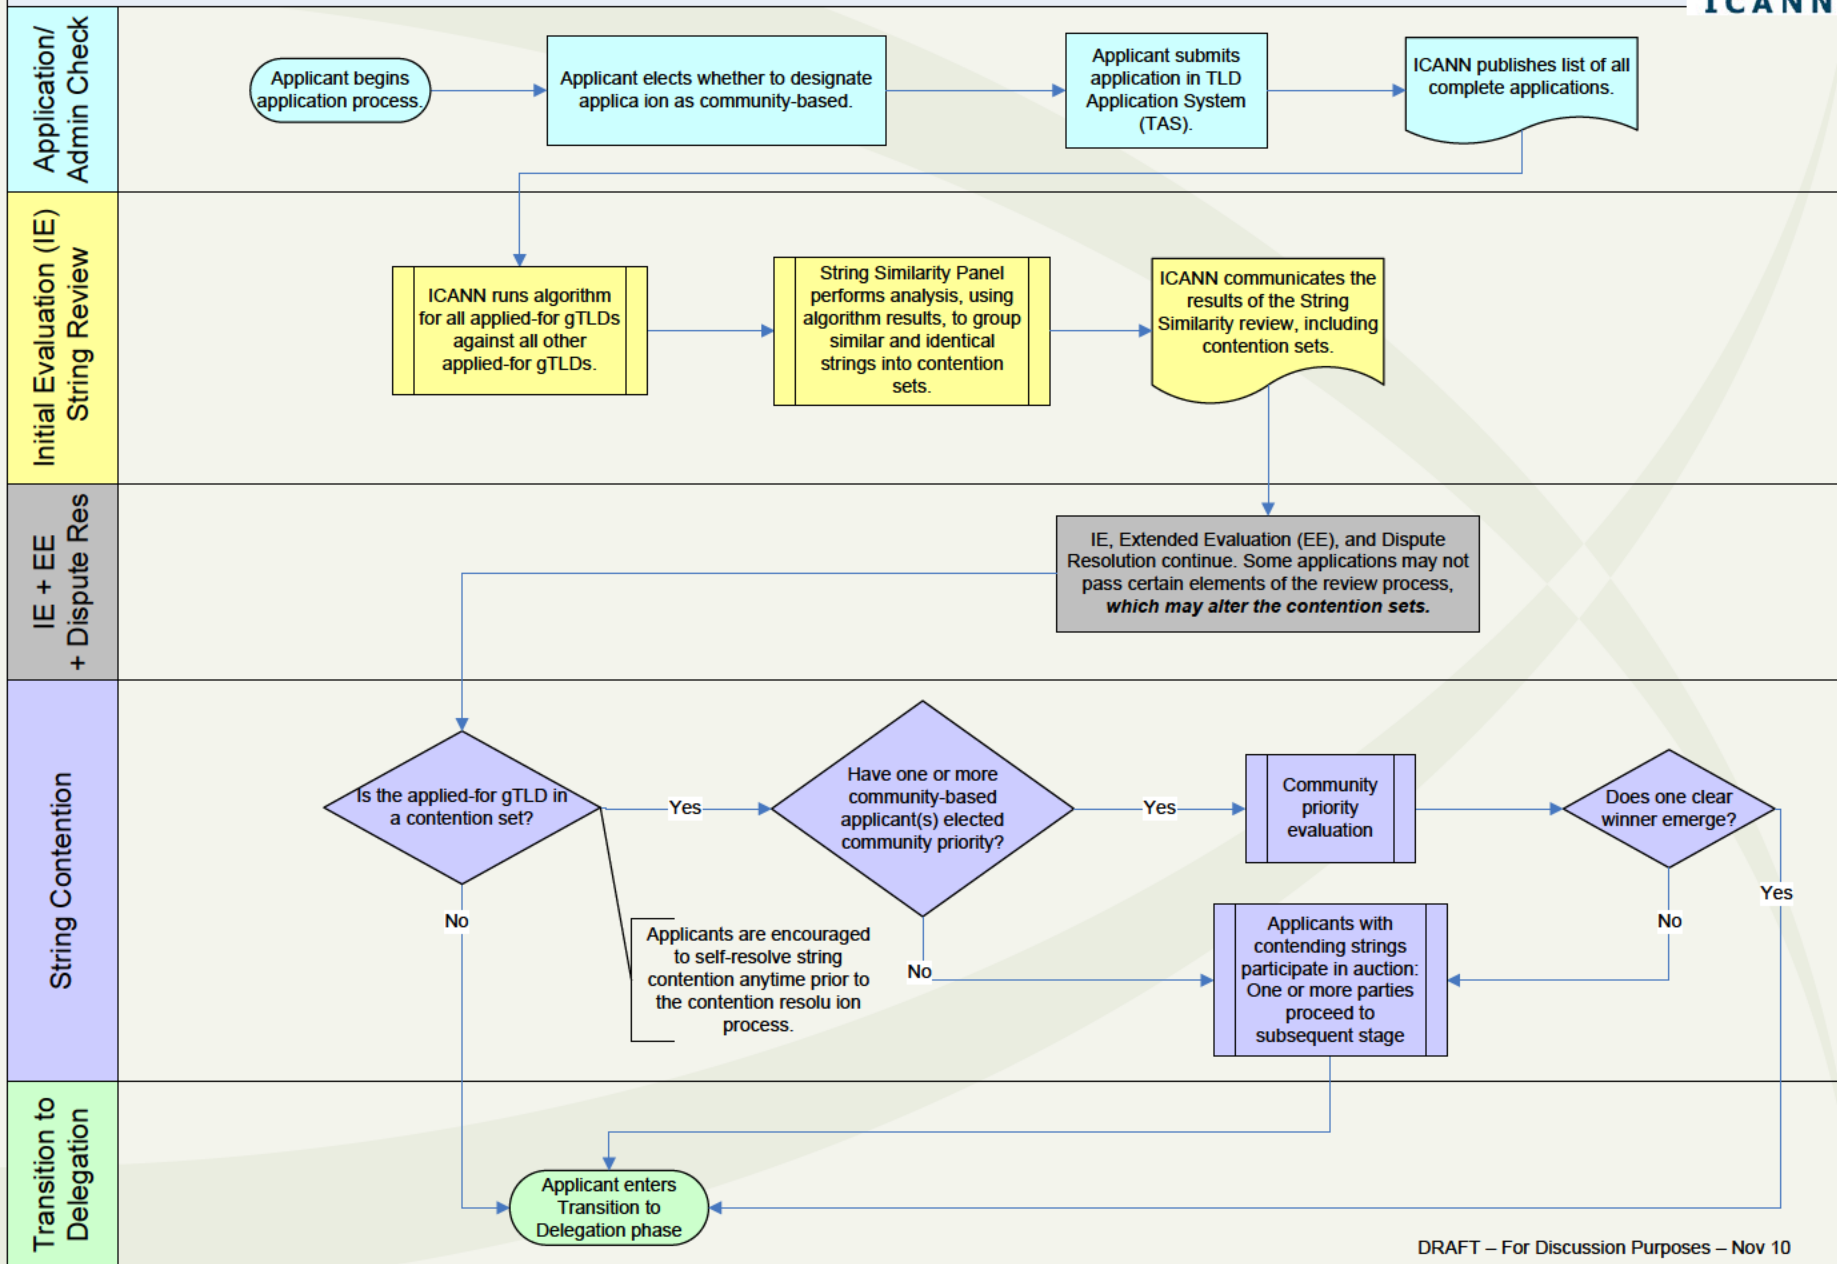 ICANN
Application/
Admin Check
Applicant begins
application process.
Applicant elects whether to designate
applica ion as community-based.
Applicant submits
application in TLD
Application System
(TAS).
ICANN publishes list of all
complete applications.
Initial Evaluation (IE)
String Review
ICANN runs algorithm
for all applied-for gTLDs
against all other
applied-for gTLDs.
String Similarity Panel
performs analysis, using
algorithm results, to group
similar and identical
strings into contention
sets.
ICANN communicates the
results of the String
Similarity review, including
contention sets.
IE + EE
+ Dispute Res
IE, Extended Evaluation (EE), and Dispute
Resolution continue. Some applications may not
pass certain elements of the review process,
which may alter the contention sets.
String Contention
Is the applied-for gTLD in
a contention set?
Yes
Have one or more
community-based
applicant(s) elected
community priority?
Yes
Community
priority
evaluation
Does one clear
winner emerge?
Yes
No
No
Applicants are encouraged
to self-resolve string
contention anytime prior to
the contention resolu ion
process.
No
Applicants with
contending strings
participate in auction:
One or more parties
proceed to
subsequent stage
Transition to
Delegation
Applicant enters
Transition to
Delegation phase
DRAFT – For Discussion Purposes – Nov 10